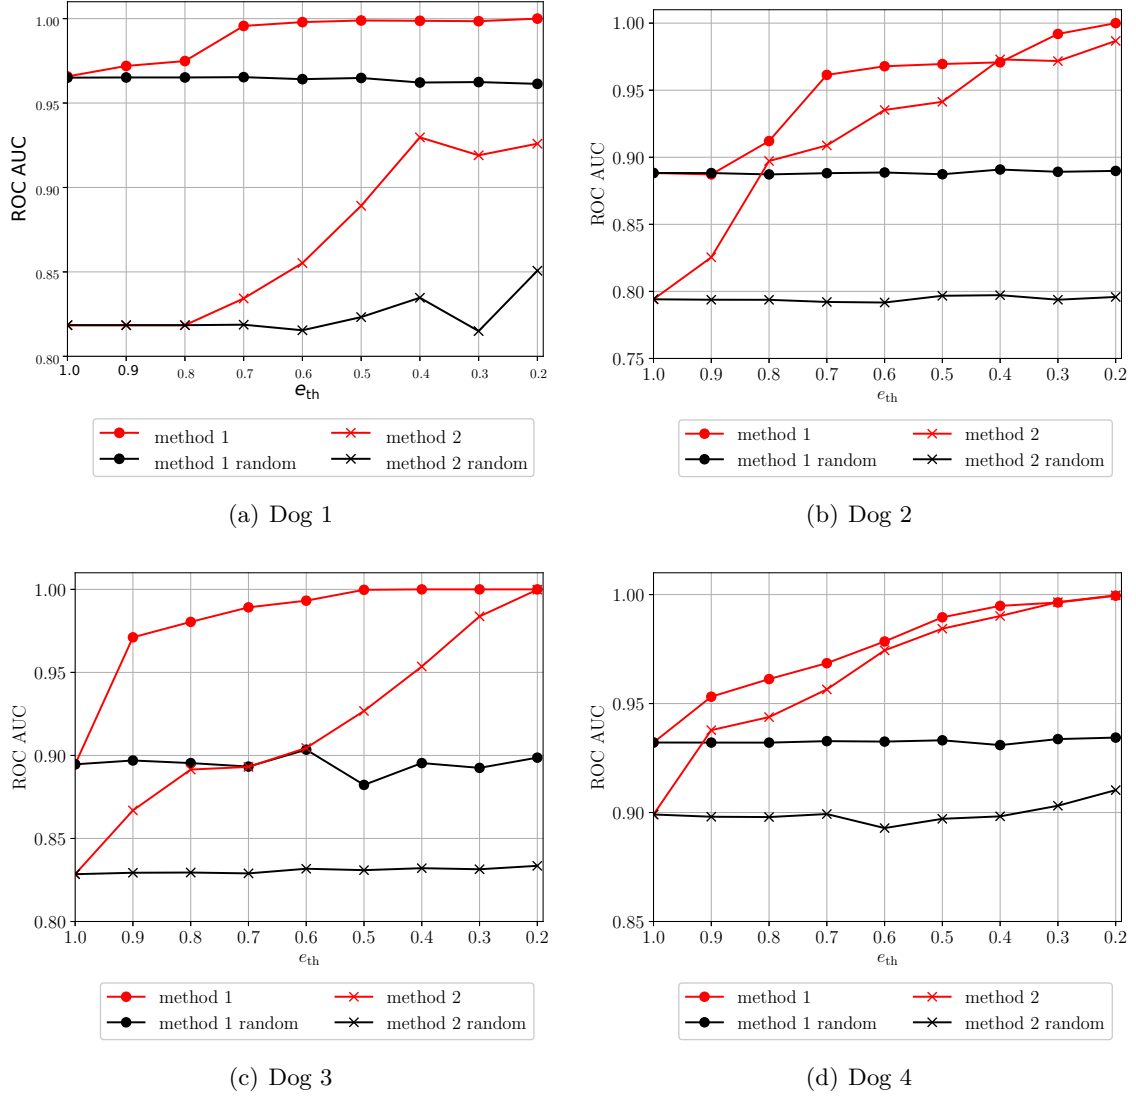 1.00
0.95
0.90
0.85
0.80
ROC AUC
1.0 0.9 0.8 0.7 0.6 0.5 0.4 0.3 0.2
e_th
method 1 method 2
method 1 random method 2 random
(a) Dog 1
1.00
0.95
0.90
0.85
0.80
0.75
ROC AUC
1.0 0.9 0.8 0.7 0.6 0.5 0.4 0.3 0.2
e_th
method 1 method 2
method 1 random method 2 random
(b) Dog 2
1.00
0.95
0.90
0.85
0.80
ROC AUC
1.0 0.9 0.8 0.7 0.6 0.5 0.4 0.3 0.2
e_th
method 1 method 2
method 1 random method 2 random
(c) Dog 3
1.00
0.95
0.90
0.85
ROC AUC
1.0 0.9 0.8 0.7 0.6 0.5 0.4 0.3 0.2
e_th
method 1 method 2
method 1 random method 2 random
(d) Dog 4